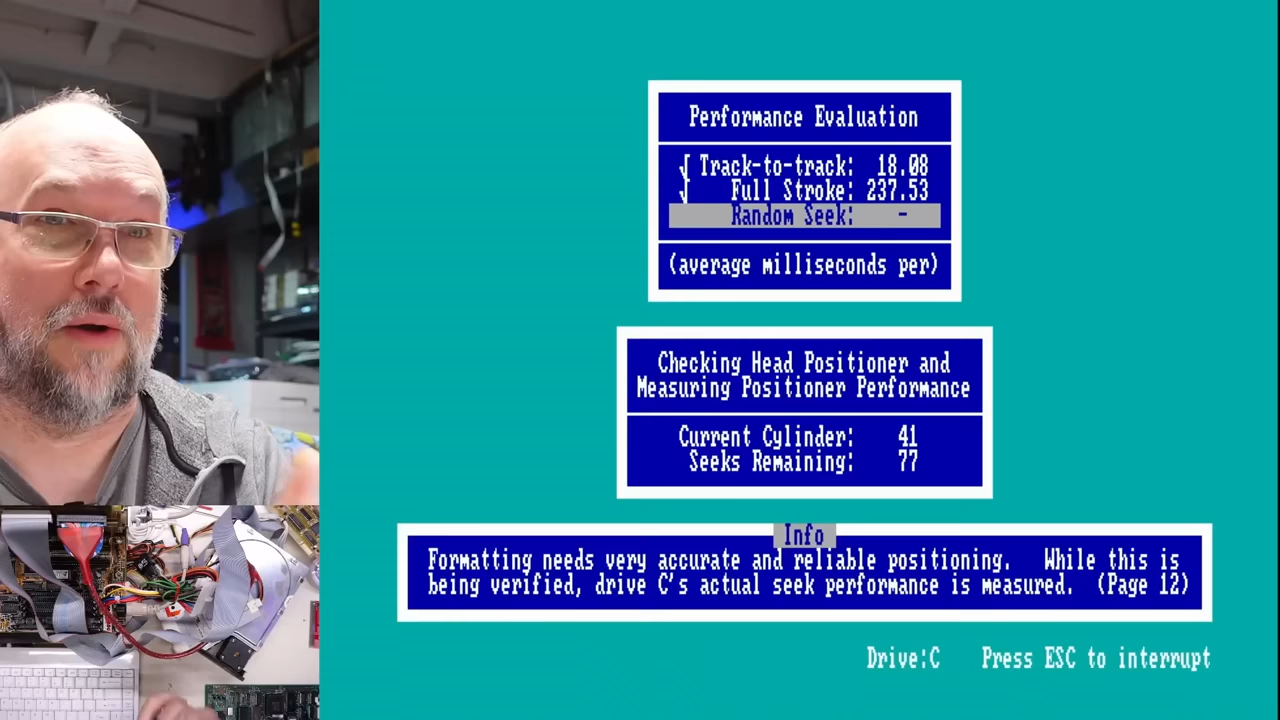 Performance Evaluation
√ Track-to-track: 18.08
√ Full Stroke: 237.53
Random Seek: -
(average milliseconds per)
Checking Head Positioner and
Measuring Positioner Performance
Current Cylinder: 41
Seeks Remaining: 77
Info
Formatting needs very accurate and reliable positioning. While this is
being verified, drive C's actual seek performance is measured. (Page 12)
Drive:C Press ESC to interrupt